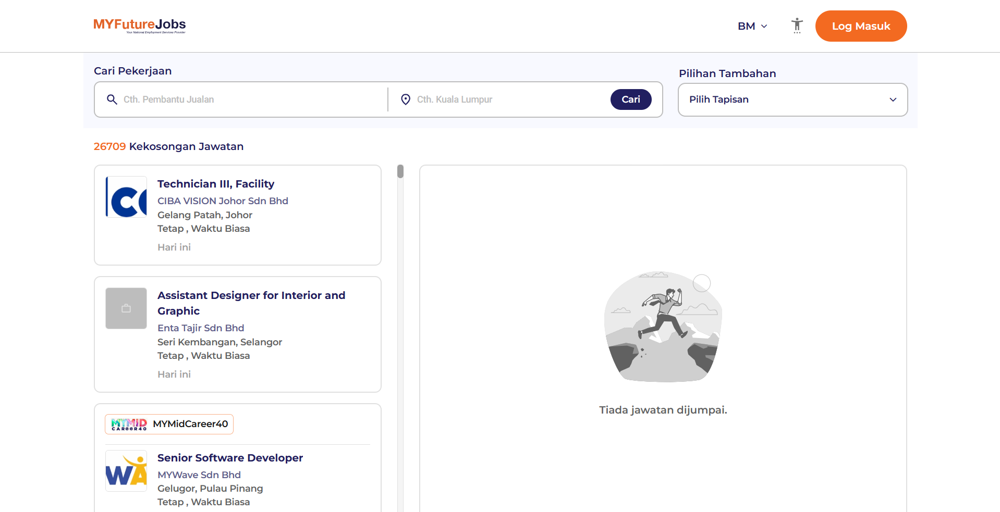 MYFutureJobs
Your National Employment Services Provider
BM
Log Masuk
Cari Pekerjaan
Cth. Pembantu Jualan
Cth. Kuala Lumpur
Cari
Pilihan Tambahan
Pilih Tapisan
26709 Kekosongan Jawatan
Technician III, Facility
CIBA VISION Johor Sdn Bhd
Gelang Patah, Johor
Tetap , Waktu Biasa
Hari ini
Assistant Designer for Interior and
Graphic
Enta Tajir Sdn Bhd
Seri Kembangan, Selangor
Tetap , Waktu Biasa
Hari ini
MYMID
CAREER40
MYMidCareer40
WA
Senior Software Developer
MYWave Sdn Bhd
Gelugor, Pulau Pinang
Tetap , Waktu Biasa
Tiada jawatan dijumpai.